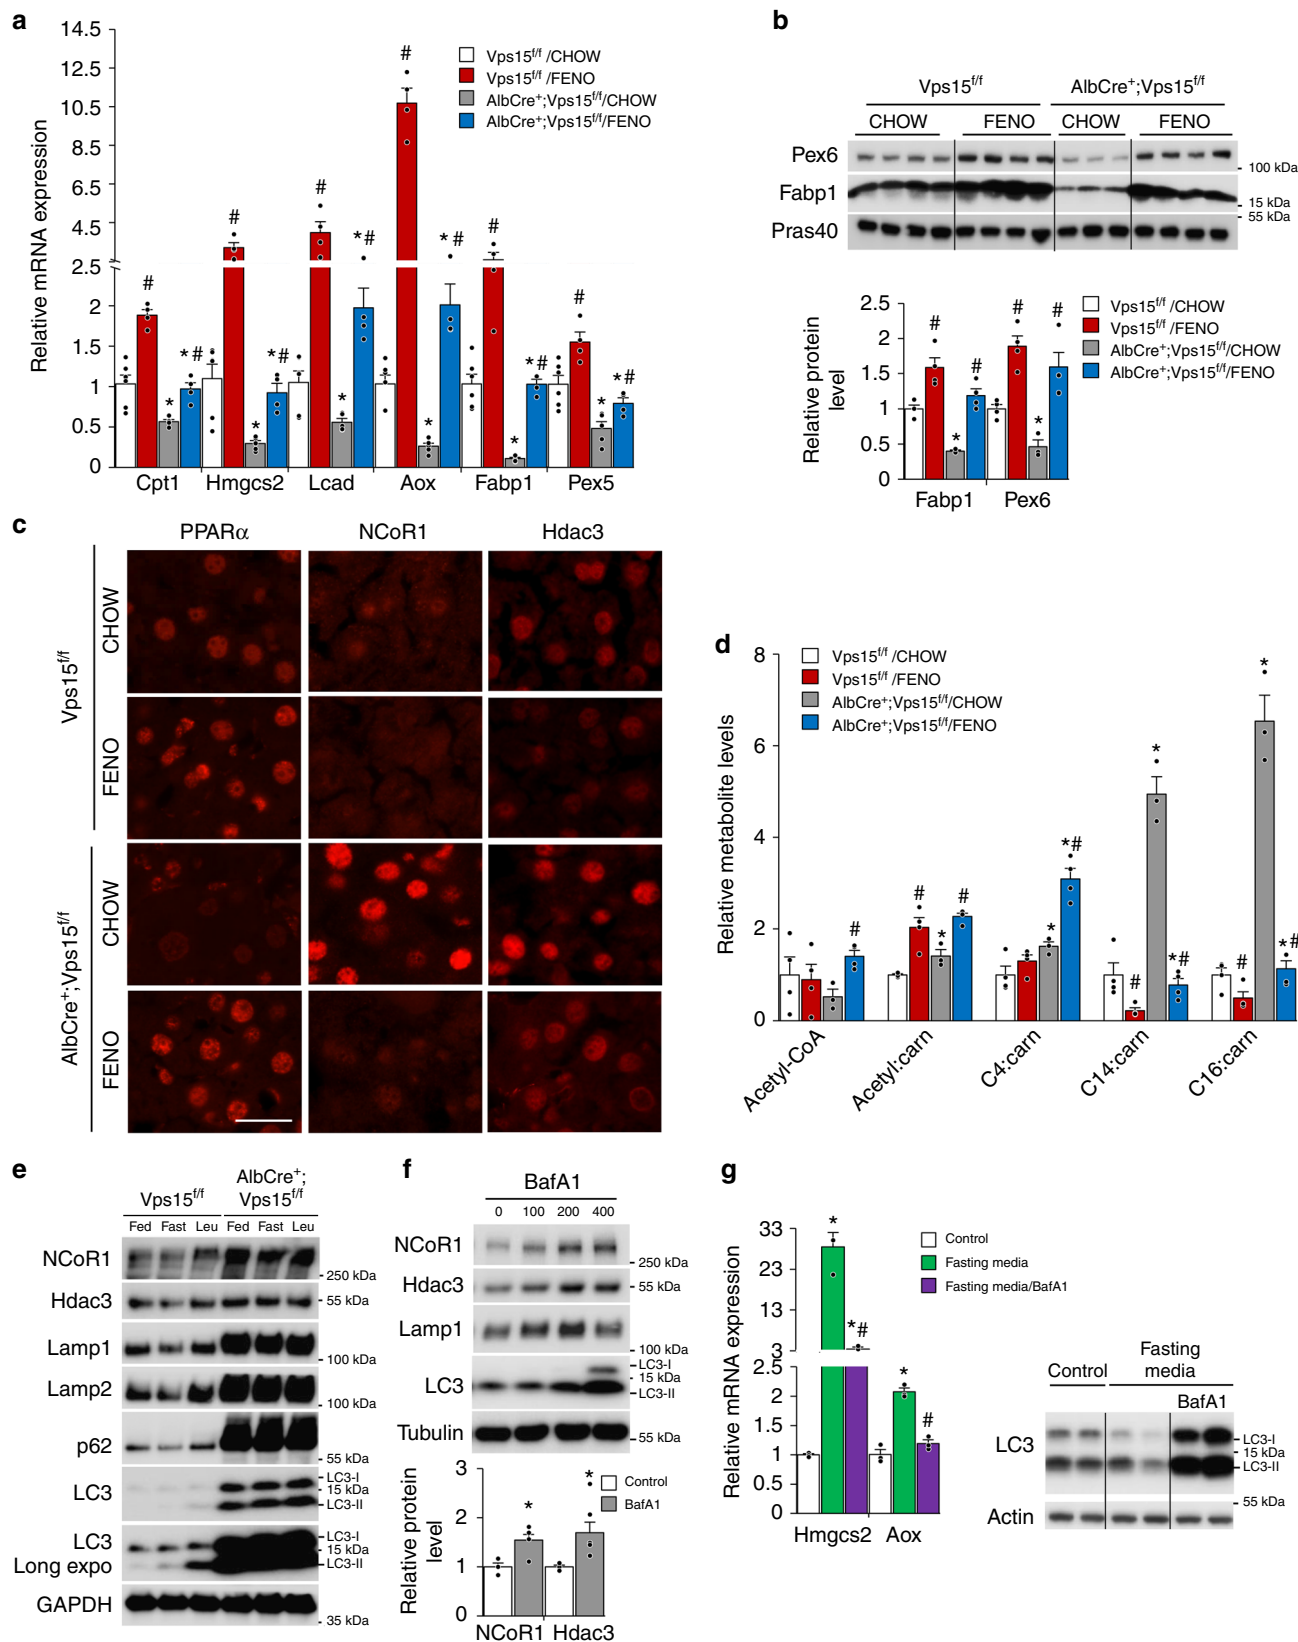 a
14.5
12.5
10.5
8.5
6.5
4.5
2.5
2
1.5
1
0.5
0
Relative mRNA expression
Vps15f/f /CHOW
Vps15f/f /FENO
AlbCre+;Vps15f/f/CHOW
AlbCre+;Vps15f/f/FENO
# # # # # #
* * * * * *
*# *# *# *# *# *#
Cpt1 Hmgcs2 Lcad Aox Fabp1 Pex5
b
Vps15f/f AlbCre+;Vps15f/f
CHOW FENO CHOW FENO
Pex6
100 kDa
Fabp1
15 kDa
55 kDa
Pras40
2.5
2
1.5
1
0.5
0
Relative protein
level
# * # # * #
Vps15f/f /CHOW
Vps15f/f /FENO
AlbCre+;Vps15f/f/CHOW
AlbCre+;Vps15f/f/FENO
Fabp1 Pex6
c
PPARα NCoR1 Hdac3
Vps15f/f
CHOW
FENO
AlbCre+;Vps15f/f
CHOW
FENO
d
8
6
4
2
0
Relative metabolite levels
Vps15f/f /CHOW
Vps15f/f /FENO
AlbCre+;Vps15f/f/CHOW
AlbCre+;Vps15f/f/FENO
# # * # * *# # * *# # * *#
Acetyl-CoA Acetyl:carn C4:carn C14:carn C16:carn
e
Vps15f/f
AlbCre+;
Vps15f/f
Fed Fast Leu Fed Fast Leu
NCoR1
250 kDa
Hdac3
55 kDa
Lamp1
100 kDa
Lamp2
100 kDa
p62
55 kDa
LC3
LC3-I
15 kDa
LC3-II
LC3
Long expo
LC3-I
15 kDa
LC3-II
GAPDH
35 kDa
f
BafA1
0 100 200 400
NCoR1
250 kDa
Hdac3
55 kDa
Lamp1
100 kDa
LC3
LC3-I
15 kDa
LC3-II
Tubulin
55 kDa
3
2
1
0
Relative protein
level
* *
Control
BafA1
NCoR1 Hdac3
g
33
23
13
3
2.5
2
1.5
1
0.5
0
Relative mRNA expression
* *# * #
Control
Fasting media
Fasting media/BafA1
Hmgcs2 Aox
Control
Fasting
media
BafA1
LC3
LC3-I
15 kDa
LC3-II
55 kDa
Actin